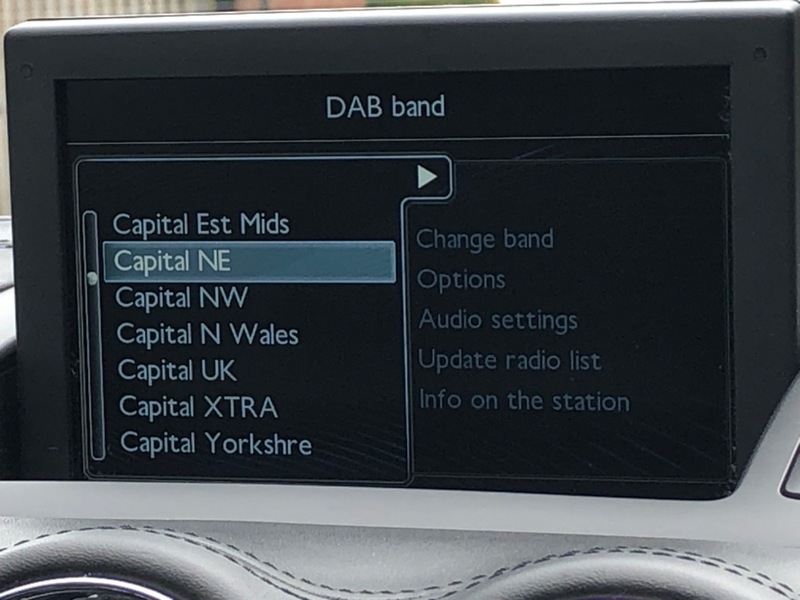 DAB band
Capital Est Mids
Capital NE
Capital NW
Capital N Wales
Capital UK
Capital XTRA
Capital Yorkshre
Change band
Options
Audio settings
Update radio list
Info on the station